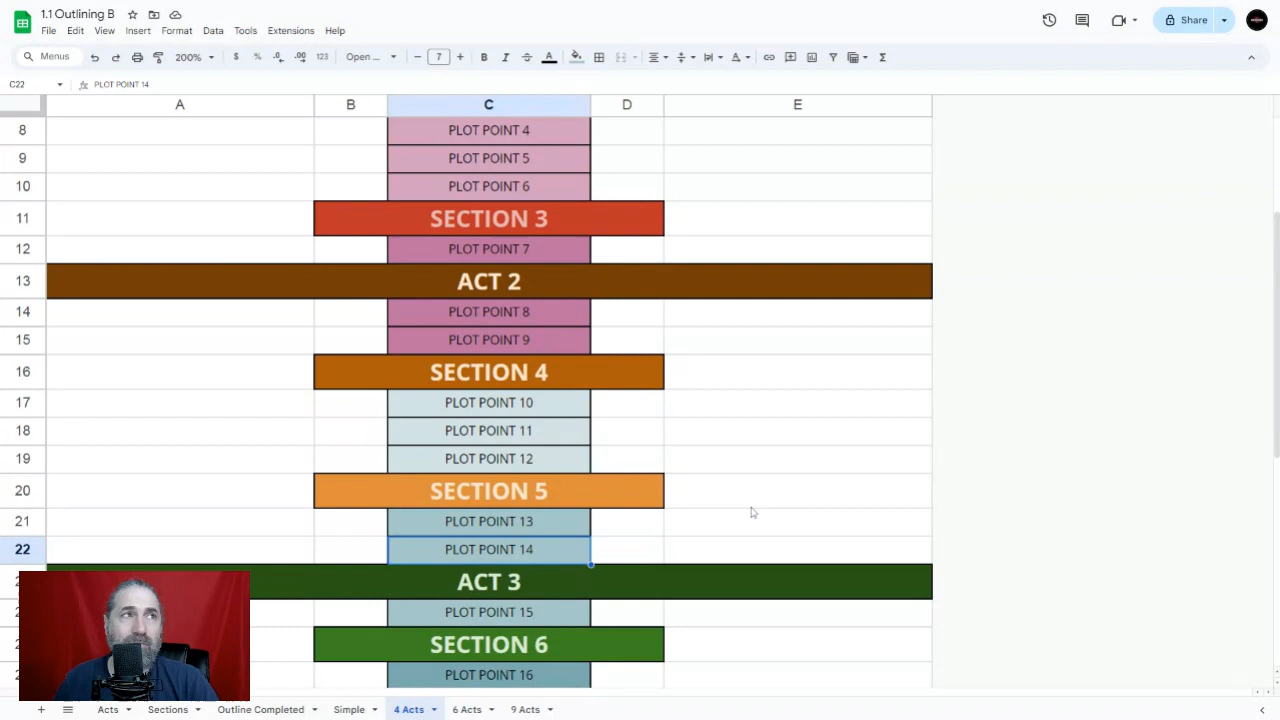 1.1 Outlining B
File Edit View Insert Format Data Tools Extensions Help
Share
Menus 200% $ % .0 .00 123 Open ... 7 B I A Σ
C22 fx PLOT POINT 14
A B C D E
8 PLOT POINT 4
9 PLOT POINT 5
10 PLOT POINT 6
11 SECTION 3
12 PLOT POINT 7
13 ACT 2
14 PLOT POINT 8
15 PLOT POINT 9
16 SECTION 4
17 PLOT POINT 10
18 PLOT POINT 11
19 PLOT POINT 12
20 SECTION 5
21 PLOT POINT 13
22 PLOT POINT 14
ACT 3
PLOT POINT 15
SECTION 6
PLOT POINT 16
Acts Sections Outline Completed Simple 4 Acts 6 Acts 9 Acts